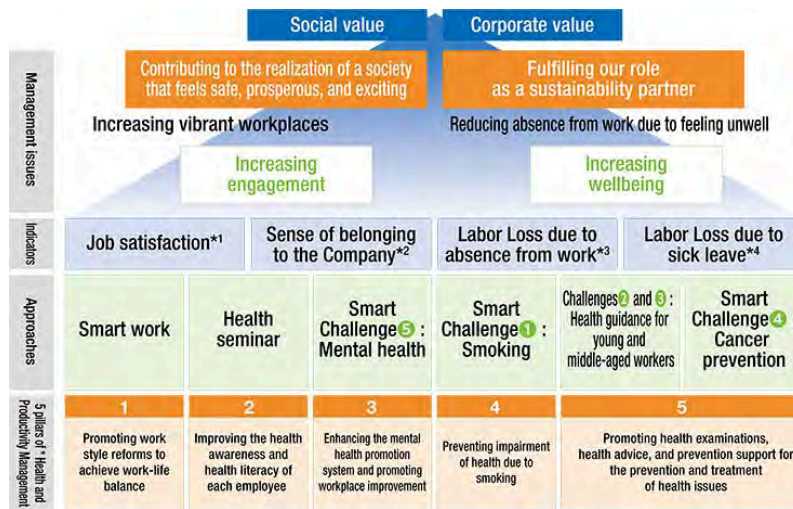 Social value
Corporate value
Management issues
Contributing to the realization of a society
that feels safe, prosperous, and exciting
Fulfilling our role
as a sustainability partner
Increasing vibrant workplaces
Reducing absence from work due to feeling unwell
Increasing
engagement
Increasing
wellbeing
Indicators
Job satisfaction*1
Sense of belonging
to the Company*2
Labor Loss due to
absence from work*3
Labor Loss due to
sick leave*4
Approaches
Smart work
Health
seminar
Smart
Challenge5 :
Mental health
Smart
Challenge1 :
Smoking
Challenges2 and 3 :
Health guidance for
young and
middle-aged workers
Smart
Challenge4
Cancer
prevention
5 pillars of " Health and
Productivity Management
1
Promoting work
style reforms to
achieve work-life
balance
2
Improving the health
awareness and
health literacy of
each employee
3
Enhancing the mental
health promotion
system and promoting
workplace improvement
4
Preventing impairment
of health due to
smoking
5
Promoting health examinations,
health advice, and prevention support for
the prevention and treatment
of health issues